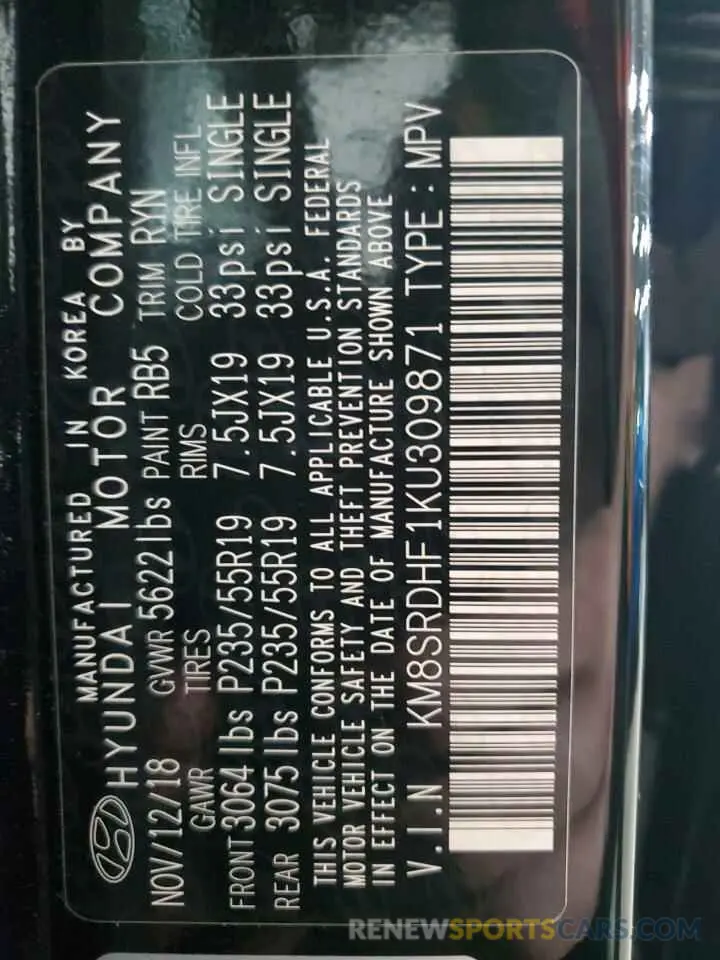 MANUFACTURED IN KOREA BY
HYUNDAI MOTOR COMPANY
NOV/12/18 GVWR 5622lbs PAINT RB5 TRIM RYN
GAWR TIRES RIMS COLD TIRE INFL
FRONT 3064lbs P235/55R19 7.5JX19 33psi SINGLE
REAR 3075lbs P235/55R19 7.5JX19 33psi SINGLE
THIS VEHICLE CONFORMS TO ALL APPLICABLE U.S.A. FEDERAL
MOTOR VEHICLE SAFETY AND THEFT PREVENTION STANDARDS
IN EFFECT ON THE DATE OF MANUFACTURE SHOWN ABOVE
V.I.N KM8SRDHF1KU309871 TYPE : MPV
RENEWSPORTSCARS.COM